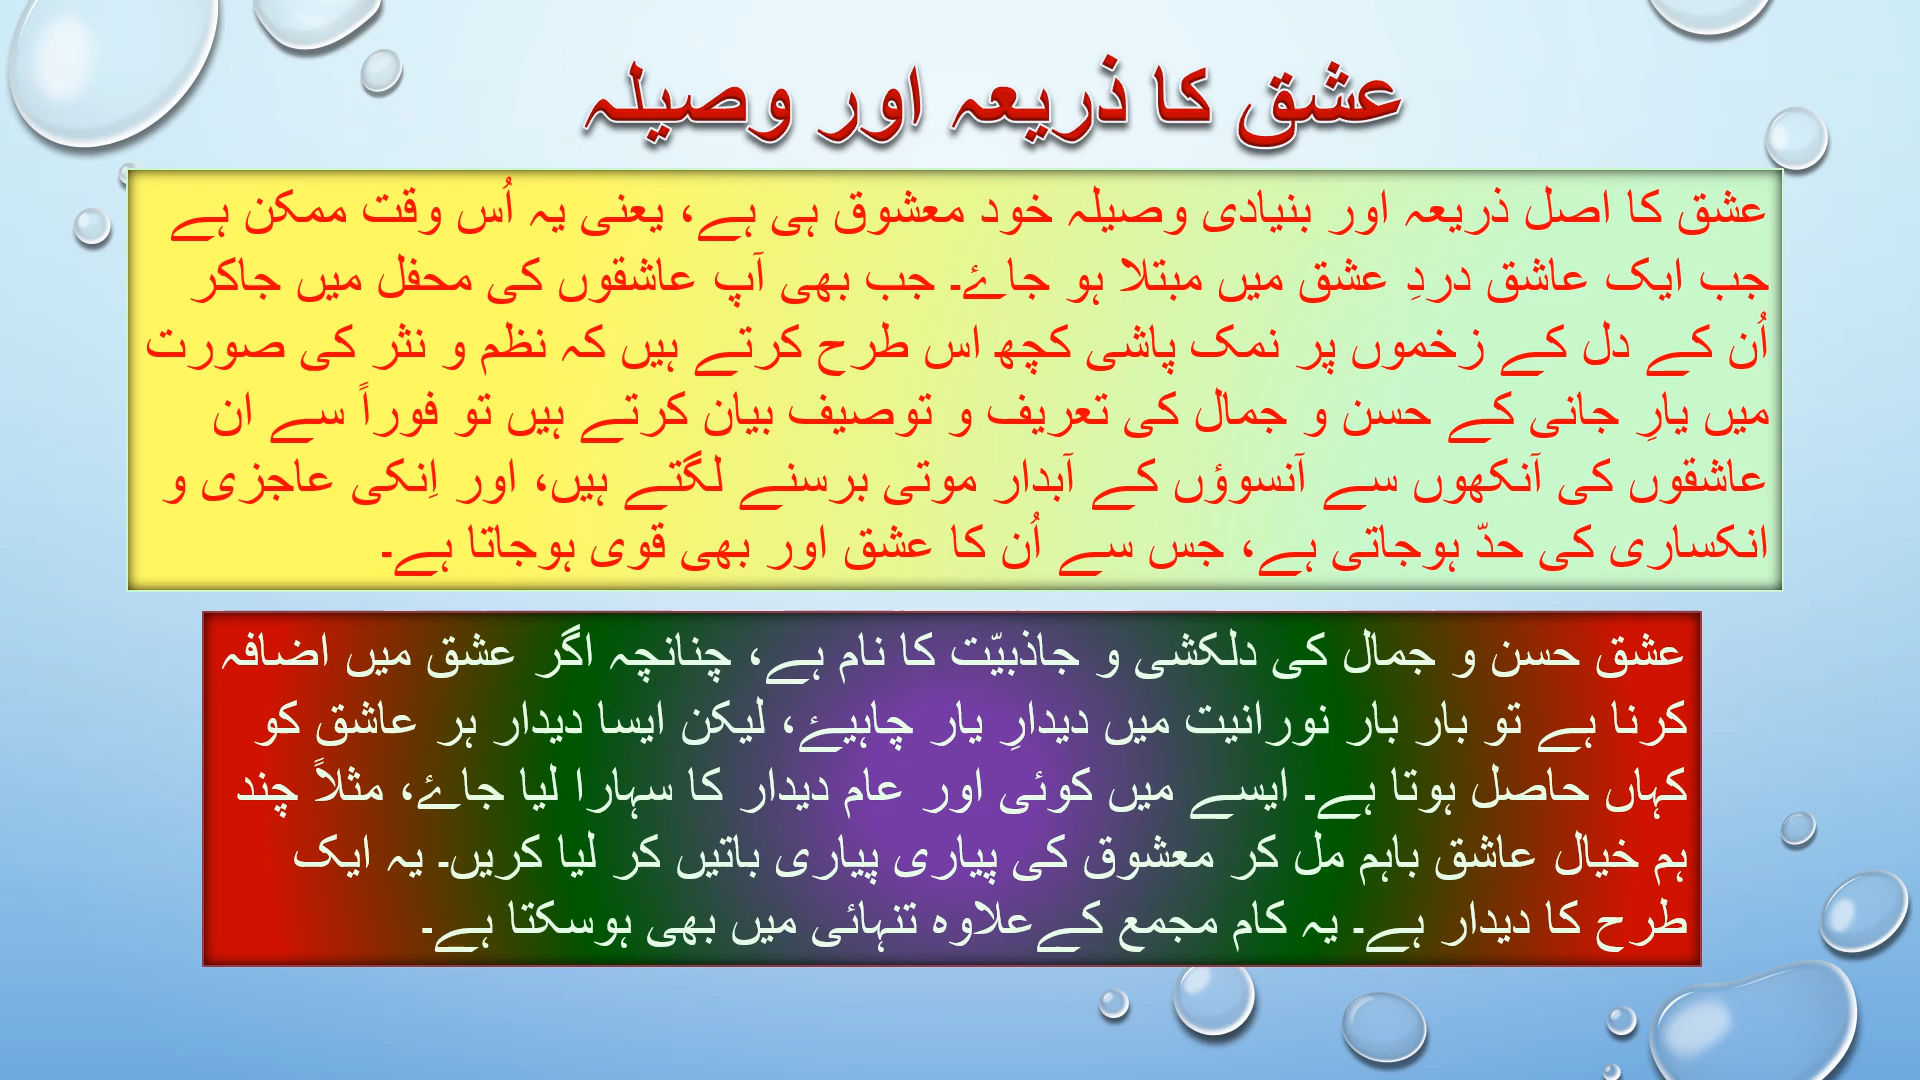 عشق کا ذریعہ اور وصیلہ
عشق کا اصل ذریعہ اور بنیادی وصیلہ خود معشوق ہی ہے، یعنی یہ اُس وقت ممکن ہے
جب ایک عاشق دردِ عشق میں مبتلا ہو جاۓ۔ جب بھی آپ عاشقوں کی محفل میں جاکر
اُن کے دل کے زخموں پر نمک پاشی کچھ اس طرح کرتے ہیں کہ نظم و نثر کی صورت
میں یارِ جانی کے حسن و جمال کی تعریف و توصیف بیان کرتے ہیں تو فوراً سے ان
عاشقوں کی آنکھوں سے آنسوؤں کے آبدار موتی برسنے لگتے ہیں، اور اِنکی عاجزی و
انکساری کی حدّ ہوجاتی ہے، جس سے اُن کا عشق اور بھی قوی ہوجاتا ہے۔
عشق حسن و جمال کی دلکشی و جاذبیّت کا نام ہے، چنانچہ اگر عشق میں اضافہ
کرنا ہے تو بار بار نورانیت میں دیدارِ یار چاہیۓ، لیکن ایسا دیدار ہر عاشق کو
کہاں حاصل ہوتا ہے۔ ایسے میں کوئی اور عام دیدار کا سہارا لیا جاۓ، مثلاً چند
ہم خیال عاشق باہم مل کر معشوق کی پیاری پیاری باتیں کر لیا کریں۔ یہ ایک
طرح کا دیدار ہے۔ یہ کام مجمع کےعلاوہ تنہائی میں بھی ہوسکتا ہے۔